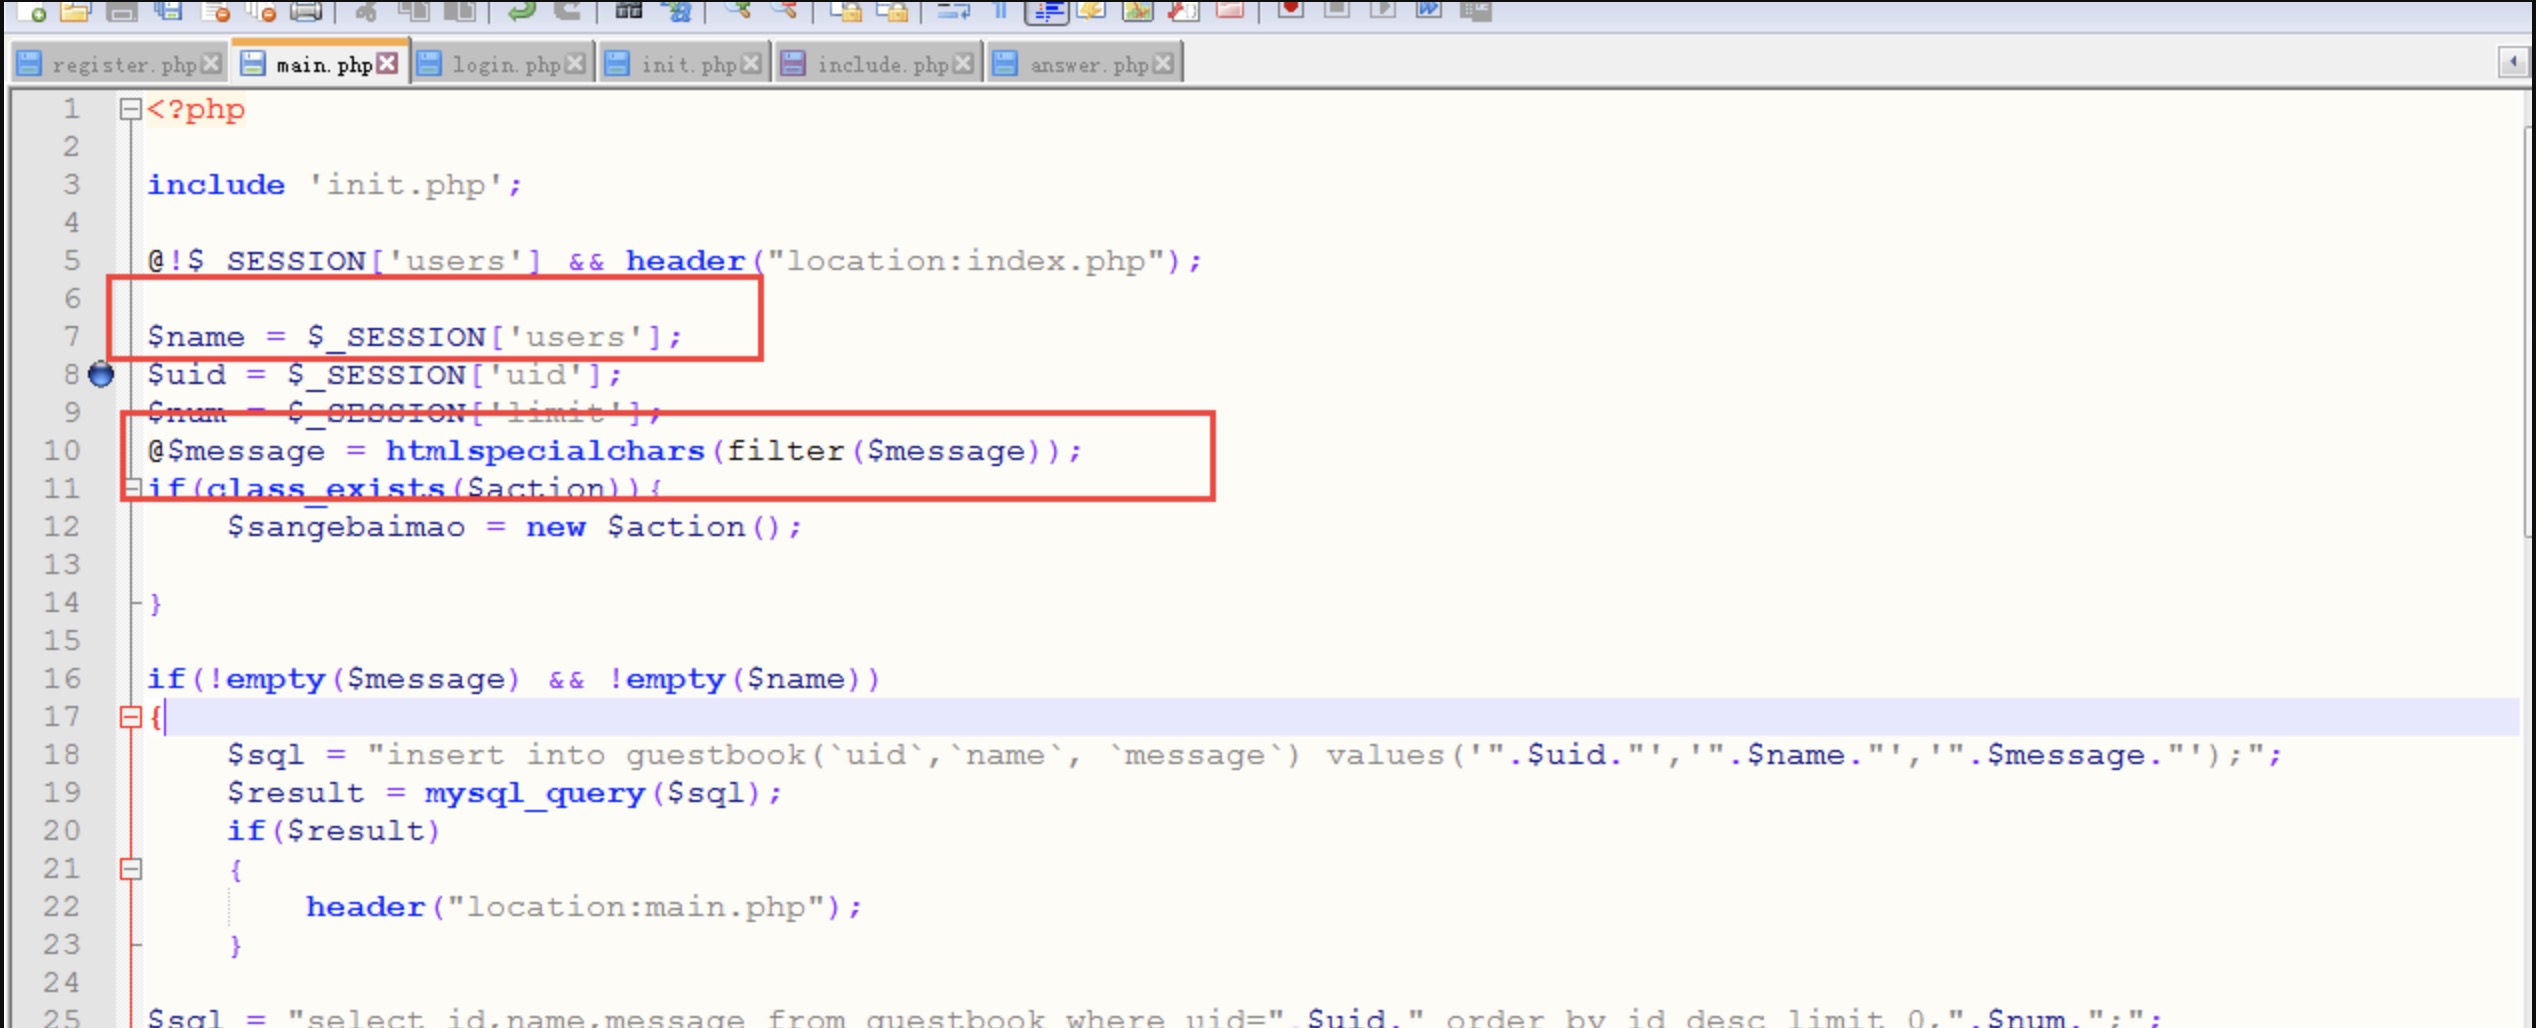 register.php main.php login.php init.php include.php answer.php
1 <?php
2
3 include 'init.php';
4
5 @!$_SESSION['users'] && header("location:index.php");
6
7 $name = $_SESSION['users'];
8 $uid = $_SESSION['uid'];
9 $num = $_SESSION['limit'];
10 @$message = htmlspecialchars(filter($message));
11 if(class_exists($action)){
12 $sangebaimao = new $action();
13
14 }
15
16 if(!empty($message) && !empty($name))
17 {
18 $sql = "insert into guestbook(`uid`,`name`, `message`) values('".$uid."','".$name."','".$message."');";
19 $result = mysql_query($sql);
20 if($result)
21 {
22 header("location:main.php");
23 }
24
25 $sql = "select id,name,message from guestbook where uid=".$uid." order by id desc limit 0,".$num.";";